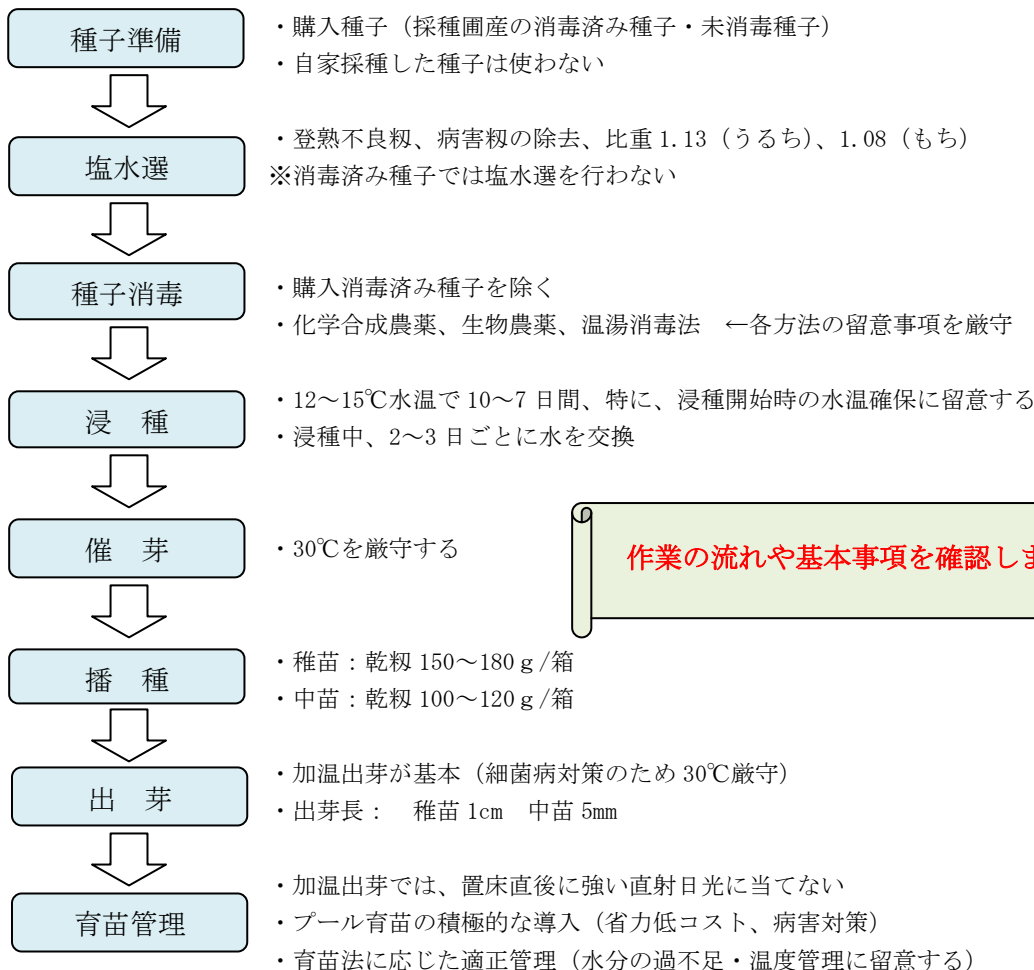 種子準備
・購入種子（採種圃産の消毒済み種子・未消毒種子）
・自家採種した種子は使わない
塩水選
・登熟不良籾、病害籾の除去、比重 1.13（うるち）、1.08（もち）
※消毒済み種子では塩水選を行わない
種子消毒
・購入消毒済み種子を除く
・化学合成農薬、生物農薬、温湯消毒法　←各方法の留意事項を厳守
浸　種
・12～15℃水温で 10～7 日間、特に、浸種開始時の水温確保に留意する
・浸種中、2～3 日ごとに水を交換
催　芽
・30℃を厳守する
作業の流れや基本事項を確認しま
播　種
・稚苗：乾籾 150～180ｇ/箱
・中苗：乾籾 100～120ｇ/箱
出　芽
・加温出芽が基本（細菌病対策のため 30℃厳守）
・出芽長：　稚苗 1cm　中苗 5mm
育苗管理
・加温出芽では、置床直後に強い直射日光に当てない
・プール育苗の積極的な導入（省力低コスト、病害対策）
・育苗法に応じた適正管理（水分の過不足・温度管理に留意する）